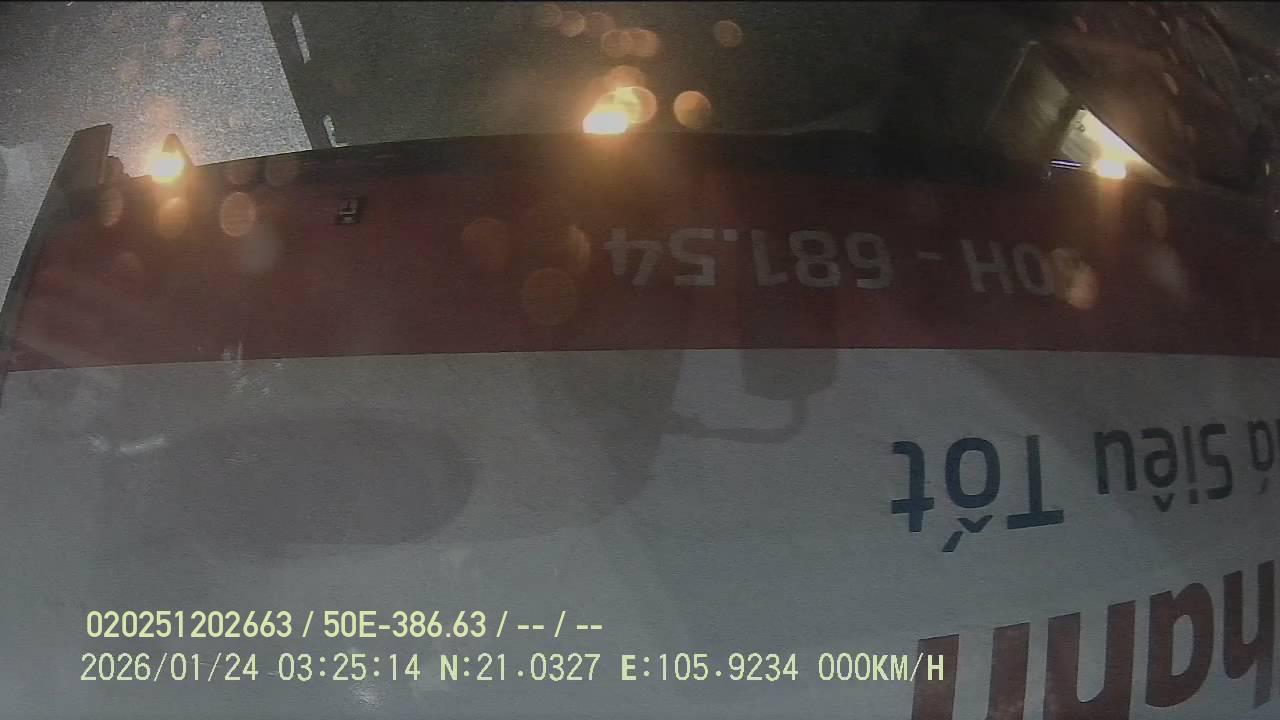 hanh
á Siêu Tốt
0H - 681.54
020251202663 / 50E-386.63 / -- / --
2026/01/24 03:25:14 N:21.0327 E:105.9234 000KM/H